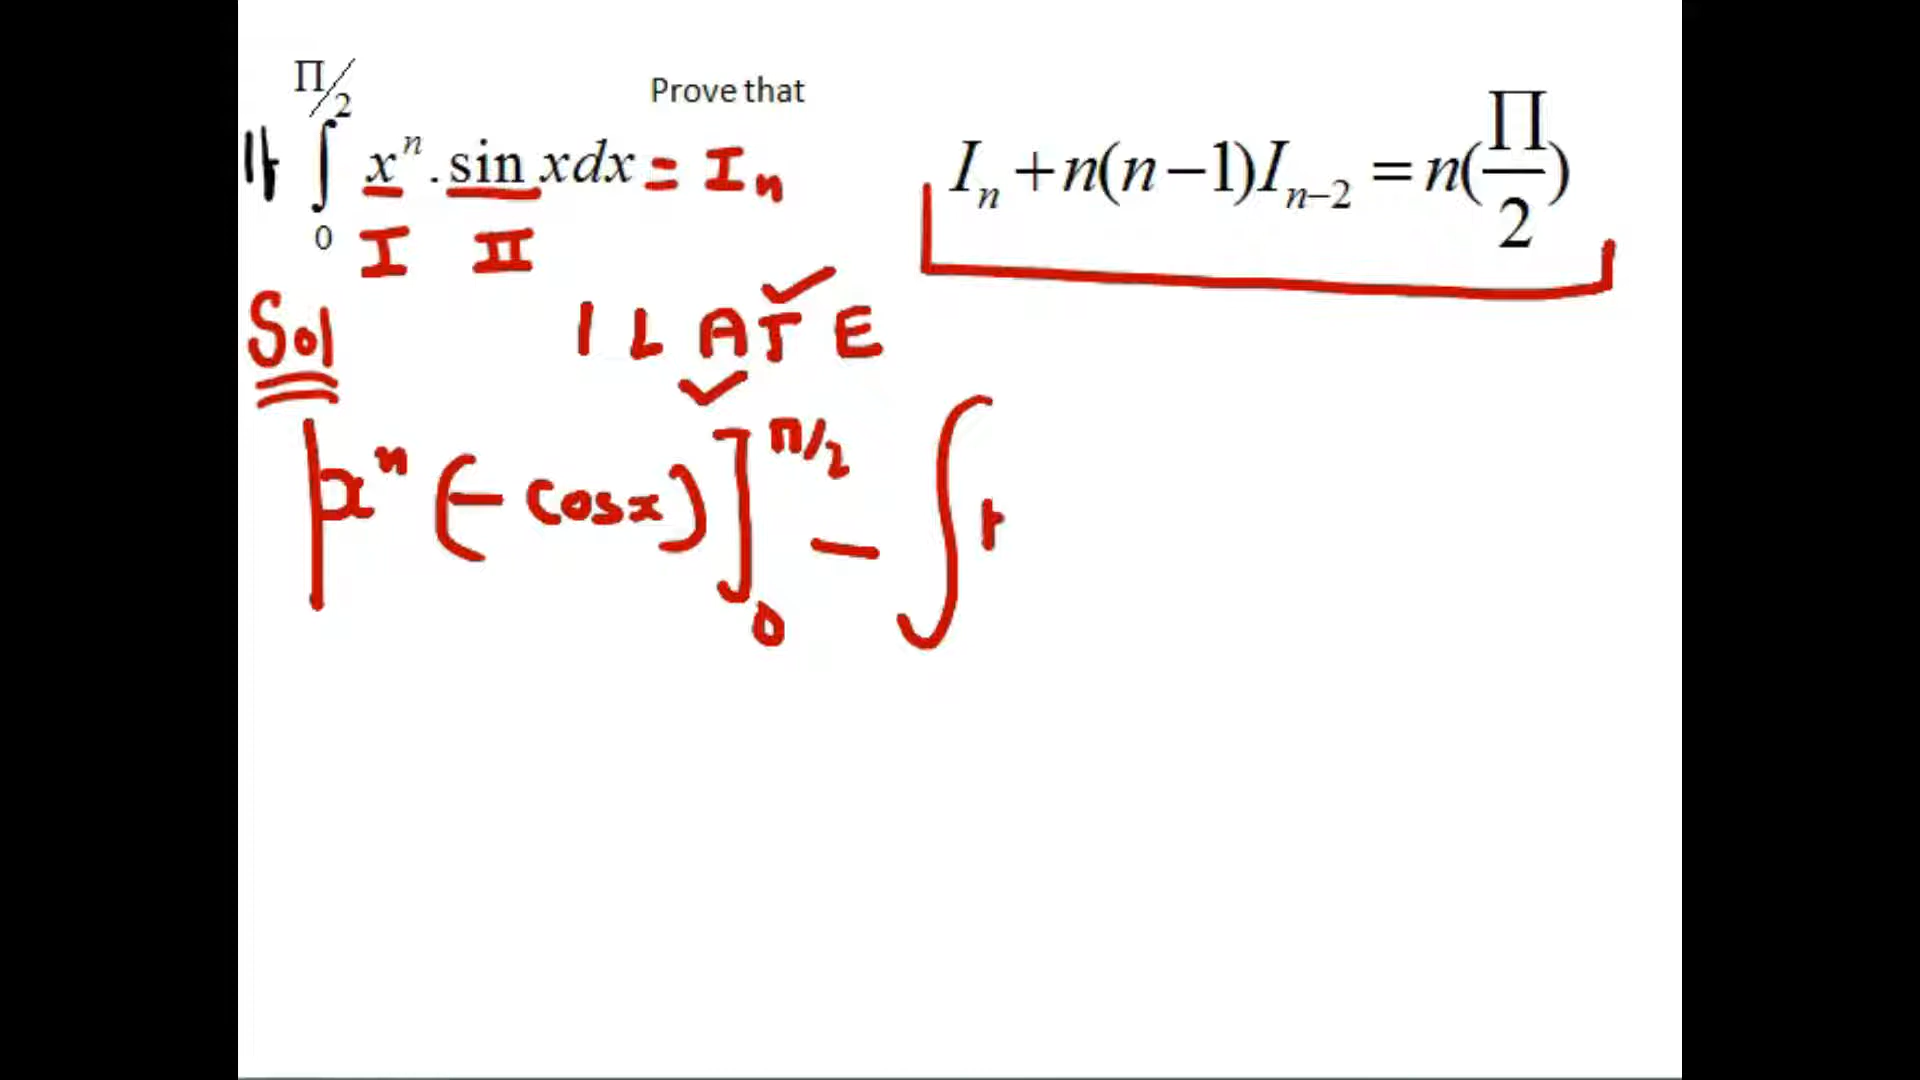 Prove that
If ∫₀^{Π/2} xⁿ . sin x dx = Iₙ
Iₙ + n(n−1)Iₙ₋₂ = n(Π/2)
I II
Sol
I L A T E
xⁿ (− cosx) ]₀^{π/2} − ∫